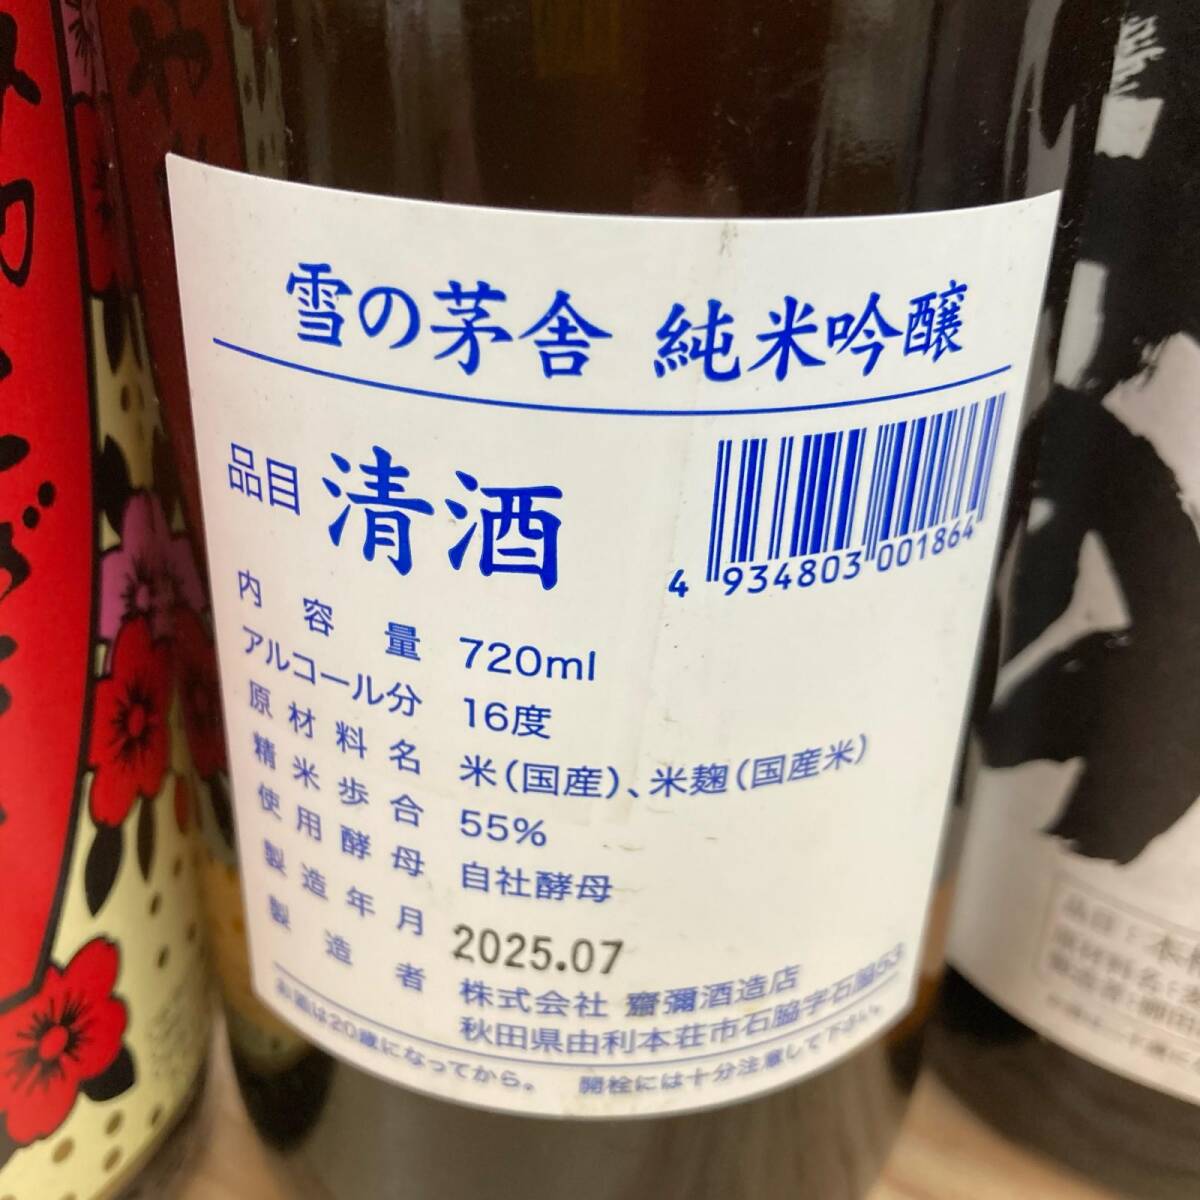 雪の茅舎 純米吟醸
品目 清酒
4 934803 001864
内容量 720ml
アルコール分 16度
原材料名 米(国産)、米麹(国産米)
精米歩合 55%
使用酵母 自社酵母
製造年月 2025.07
製造者 株式会社 齋彌酒造店
秋田県由利本荘市石脇字石脇53
お酒は20歳になってから。 開栓には十分注意して下さい。